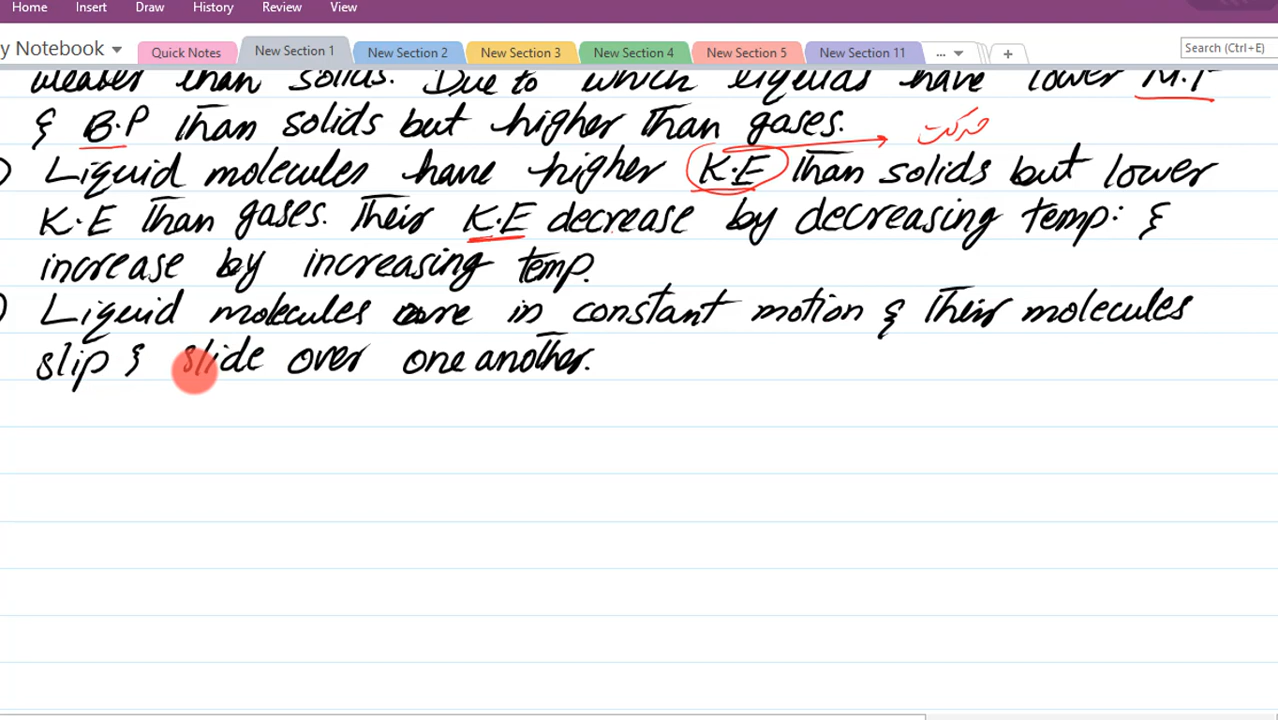 Home Insert Draw History Review View
y Notebook Quick Notes New Section 1 New Section 2 New Section 3 New Section 4 New Section 5 New Section 11 ... + Search (Ctrl+E)
weaker than solids. Due to which liquids have lower M.P
& B.P than solids but higher than gases. حرکت
Liquid molecules have higher K.E than solids but lower
K.E than gases. Their K.E decrease by decreasing temp: &
increase by increasing temp.
Liquid molecules are in constant motion & their molecules
slip & slide over one another.